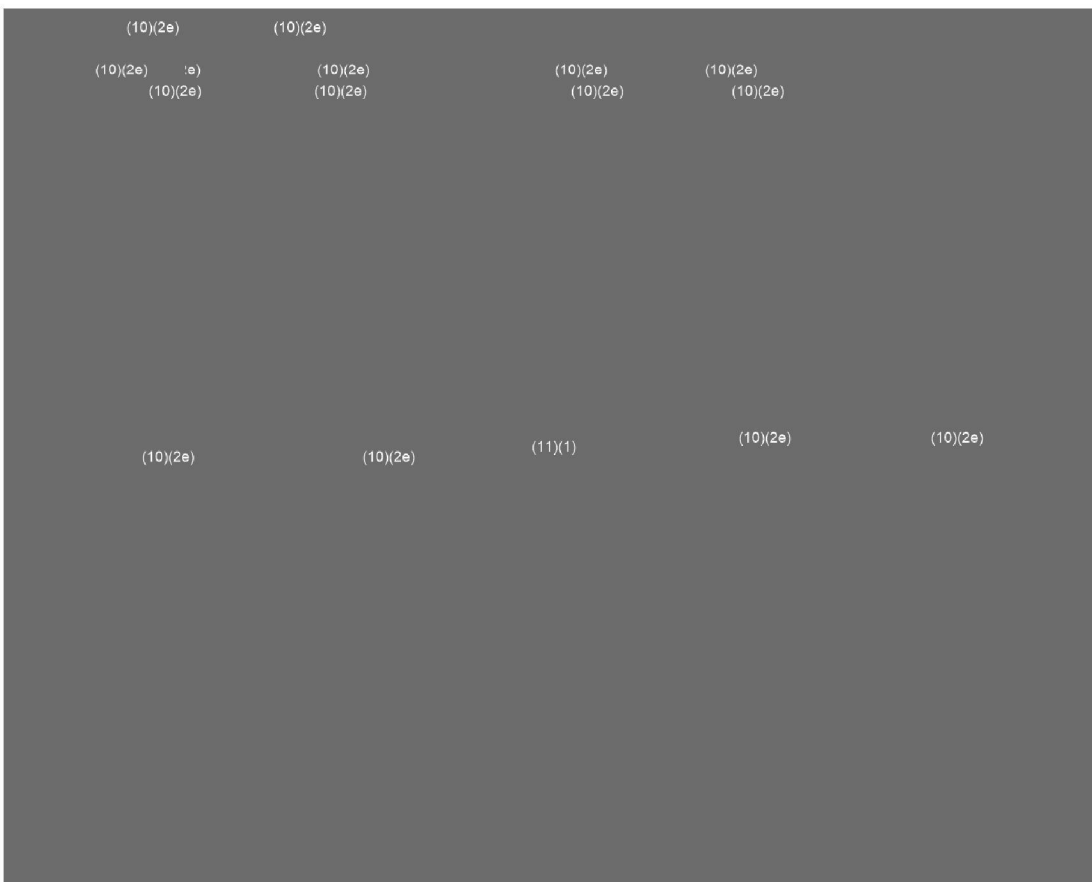 (10)(2e) (10)(2e)
(10)(2e) e) (10)(2e) (10)(2e) (10)(2e)
(10)(2e) (10)(2e) (10)(2e) (10)(2e)
(10)(2e) (10)(2e)
(10)(2e) (10)(2e) (11)(1)